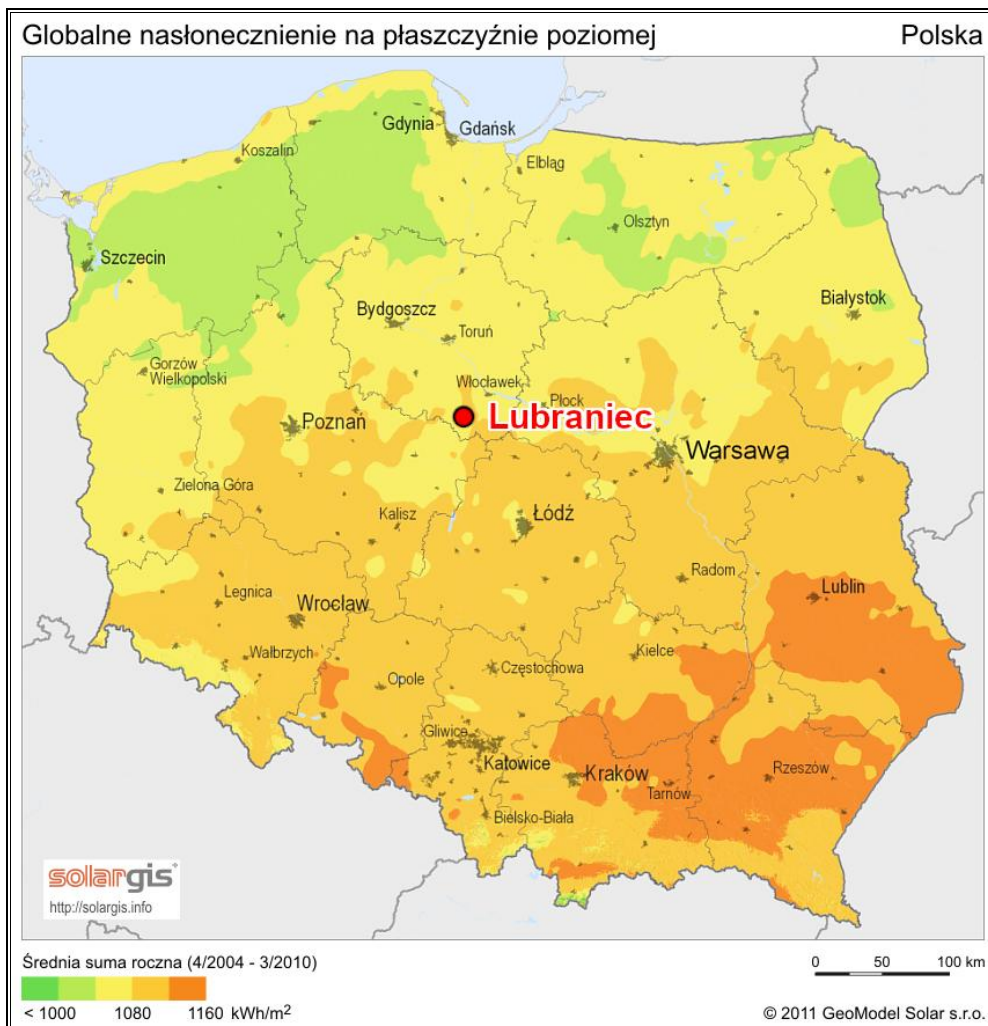 Globalne nasłonecznienie na płaszczyźnie poziomej
Polska
Gdynia
Gdańsk
Koszalin
Elbląg
Olsztyn
Szczecin
Białystok
Bydgoszcz
Toruń
Gorzów
Wielkopolski
Włocławek
Płock
Lubraniec
Poznań
Warsawa
Zielona Góra
Kalisz
Łódź
Radom
Lublin
Legnica
Wrocław
Wałbrzych
Kielce
Opole
Częstochowa
Gliwice
Katowice
Kraków
Tarnów
Rzeszów
Bielsko-Biała
solargis
http://solargis.info
Średnia suma roczna (4/2004 - 3/2010)
0 50 100 km
< 1000 1080 1160 kWh/m²
© 2011 GeoModel Solar s.r.o.